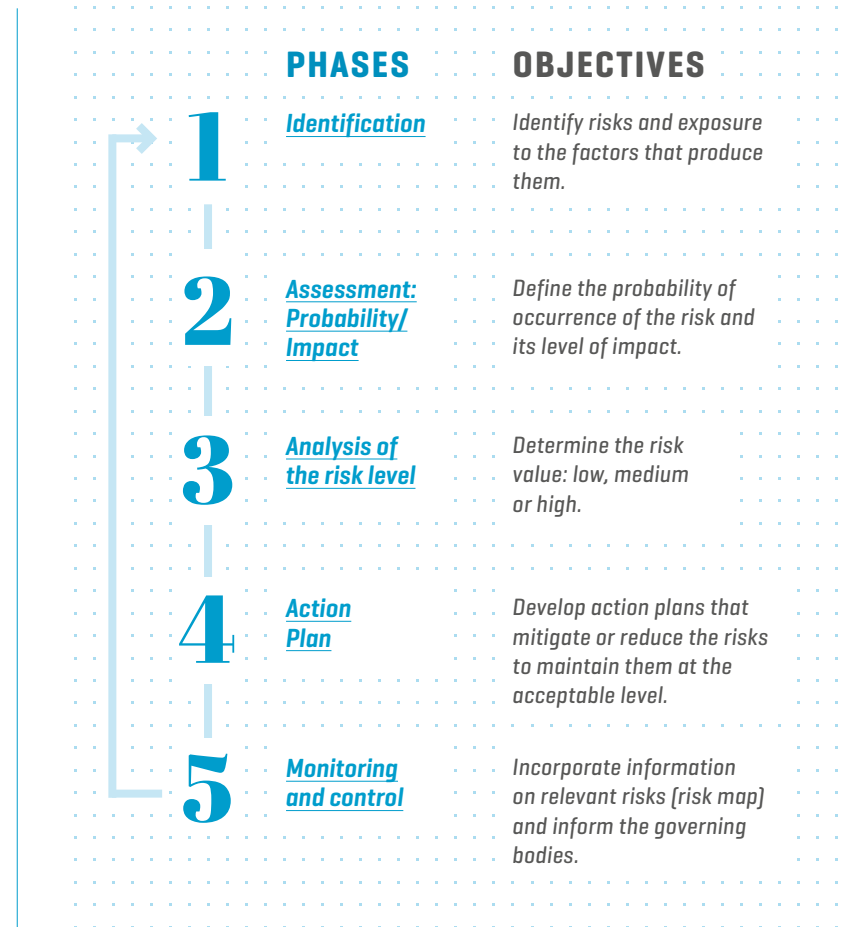 PHASES OBJECTIVES
1
Identification
Identify risks and exposure
to the factors that produce
them.
2
Assessment:
Probability/
Impact
Define the probability of
occurrence of the risk and
its level of impact.
3
Analysis of
the risk level
Determine the risk
value: low, medium
or high.
4
Action
Plan
Develop action plans that
mitigate or reduce the risks
to maintain them at the
acceptable level.
5
Monitoring
and control
Incorporate information
on relevant risks (risk map)
and inform the governing
bodies.